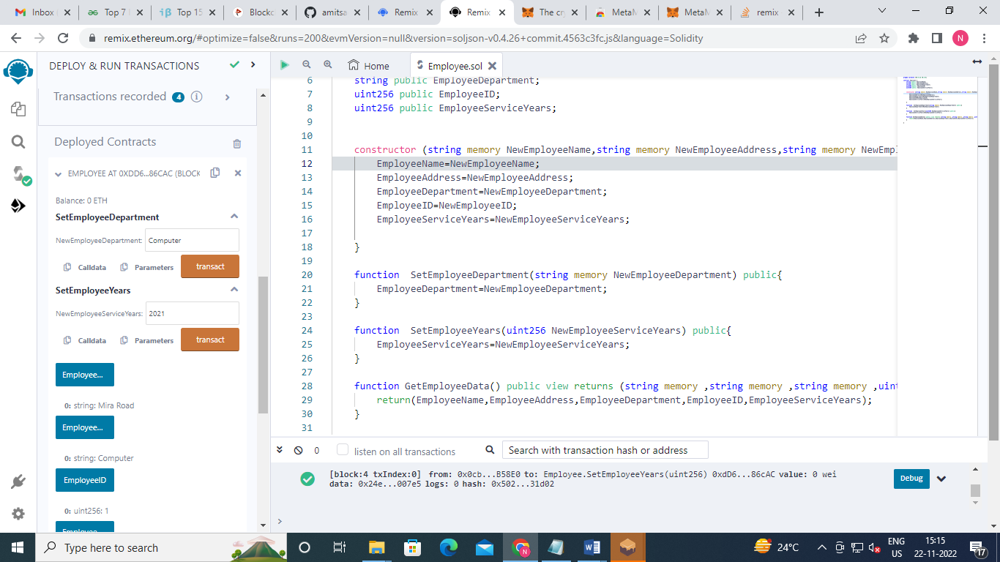 Inbox (
Top 7 I
Top 15
Blockc
amitsa
Remix
Remix
The cry
MetaM
MetaM
remix
remix.ethereum.org/#optimize=false&runs=200&evmVersion=null&version=soljson-v0.4.26+commit.4563c3fc.js&language=Solidity
N
DEPLOY & RUN TRANSACTIONS
Transactions recorded 4 i
Deployed Contracts
EMPLOYEE AT 0XDD6...86CAC (BLOCK
Balance: 0 ETH
SetEmployeeDepartment
NewEmployeeDepartment: Computer
Calldata Parameters transact
SetEmployeeYears
NewEmployeeServiceYears: 2021
Calldata Parameters transact
Employee...
0: string: Mira Road
Employee...
0: string: Computer
EmployeeID
0: uint256: 1
Employee...
Home
Employee.sol
6 string public EmployeeDepartment;
7 uint256 public EmployeeID;
8 uint256 public EmployeeServiceYears;
9
10
11 constructor (string memory NewEmployeeName,string memory NewEmployeeAddress,string memory NewEmpl
12 EmployeeName=NewEmployeeName;
13 EmployeeAddress=NewEmployeeAddress;
14 EmployeeDepartment=NewEmployeeDepartment;
15 EmployeeID=NewEmployeeID;
16 EmployeeServiceYears=NewEmployeeServiceYears;
17
18 }
19
20 function  SetEmployeeDepartment(string memory NewEmployeeDepartment) public{
21 EmployeeDepartment=NewEmployeeDepartment;
22 }
23
24 function  SetEmployeeYears(uint256 NewEmployeeServiceYears) public{
25 EmployeeServiceYears=NewEmployeeServiceYears;
26 }
27
28 function GetEmployeeData() public view returns (string memory ,string memory ,string memory ,uint
29 return(EmployeeName,EmployeeAddress,EmployeeDepartment,EmployeeID,EmployeeServiceYears);
30 }
31
0 listen on all transactions Search with transaction hash or address
[block:4 txIndex:0] from: 0x0cb...B58E0 to: Employee.SetEmployeeYears(uint256) 0xdD6...86cAC value: 0 wei
data: 0x24e...007e5 logs: 0 hash: 0x502...31d02
Debug
>
Type here to search
N
W
24°C
ENG
US
15:15
22-11-2022
17